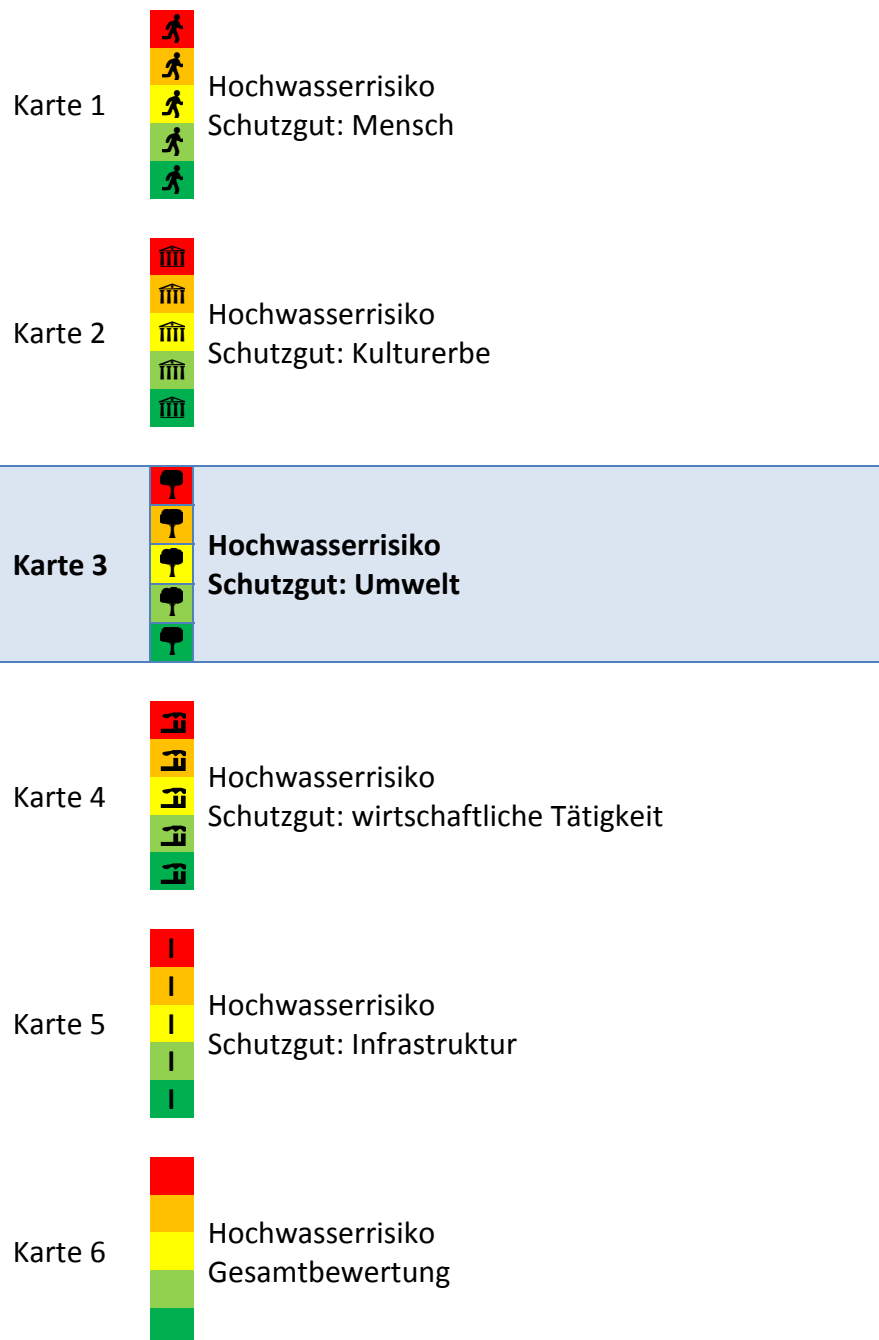 Karte 1
Hochwasserrisiko
Schutzgut: Mensch
Karte 2
Hochwasserrisiko
Schutzgut: Kulturerbe
Karte 3
Hochwasserrisiko
Schutzgut: Umwelt
Karte 4
Hochwasserrisiko
Schutzgut: wirtschaftliche Tätigkeit
Karte 5
I
I
I
I
I
Hochwasserrisiko
Schutzgut: Infrastruktur
Karte 6
Hochwasserrisiko
Gesamtbewertung